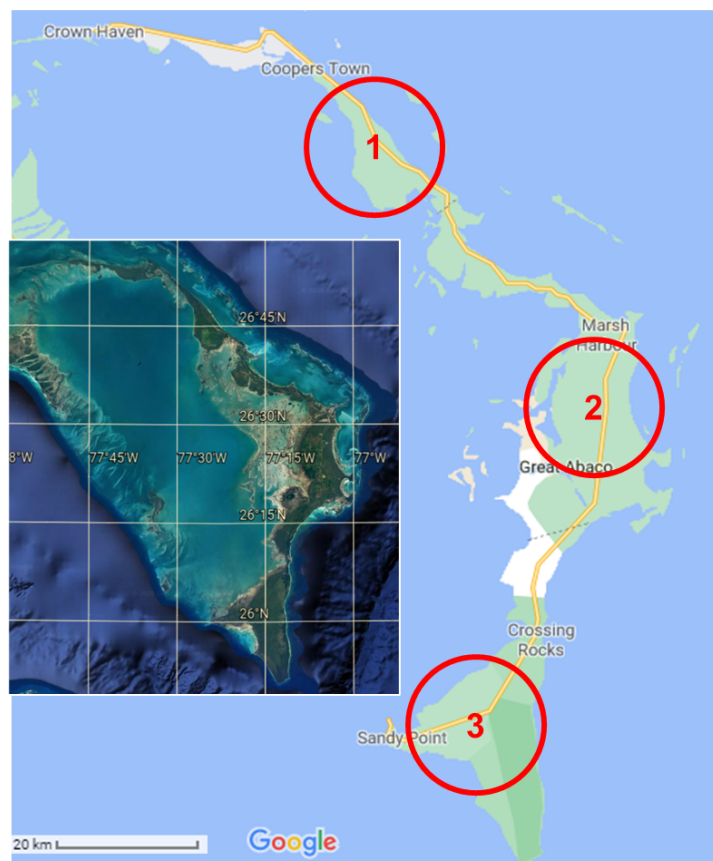 Crown Haven
Coopers Town
1
26°45'N
Marsh
Harbour
2
26°30'N
8°W
77°45'W
77°30'W
77°15'W
77°W
Great Abaco
26°15'N
26°N
Crossing
Rocks
3
Sandy Point
20 km
Google